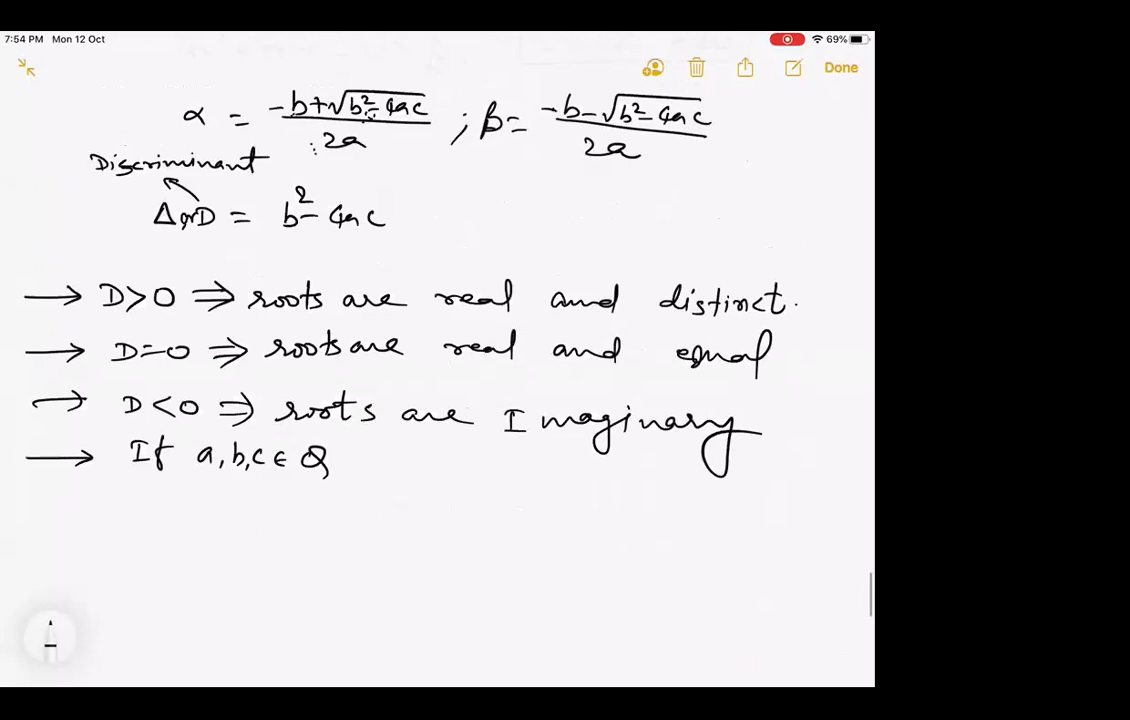 7:54 PM Mon 12 Oct
69%
Done
α = -b+√b²-4ac / 2a ; β = -b-√b²-4ac / 2a
Discriminant
Δ or D = b²-4ac
→ D>0 ⇒ roots are real and distinct.
→ D=0 ⇒ roots are real and equal
→ D<0 ⇒ roots are Imaginary
→ If a,b,c ∈ Q